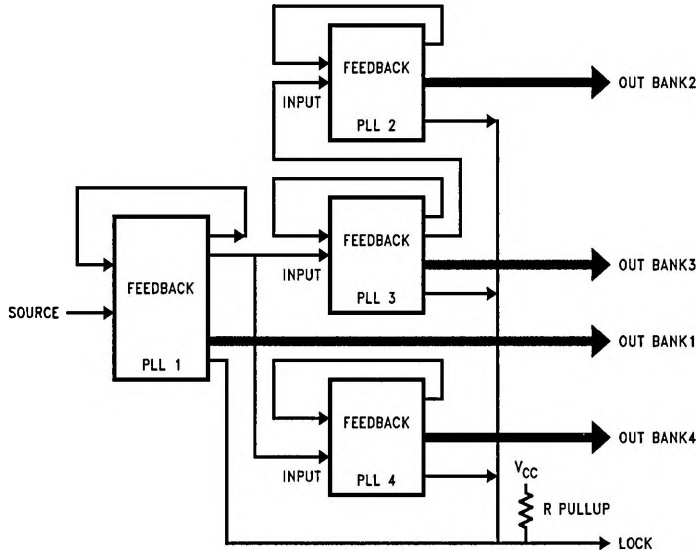 FEEDBACK
INPUT
PLL 2
OUT BANK2
FEEDBACK
INPUT
PLL 3
OUT BANK3
SOURCE
FEEDBACK
PLL 1
OUT BANK1
FEEDBACK
INPUT
PLL 4
OUT BANK4
VCC
R PULLUP
LOCK